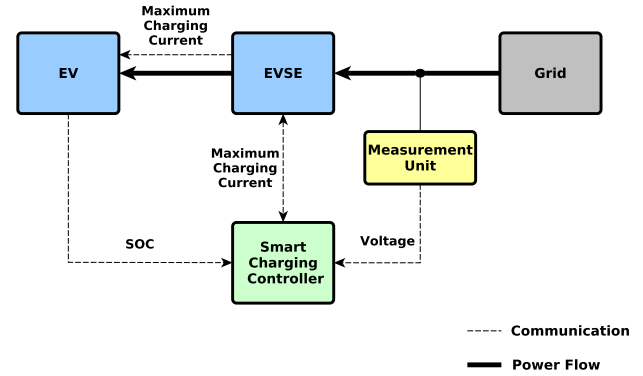 Maximum
Charging
Current
EV
EVSE
Grid
Measurement
Unit
Maximum
Charging
Current
SOC
Voltage
Smart
Charging
Controller
Communication
Power Flow